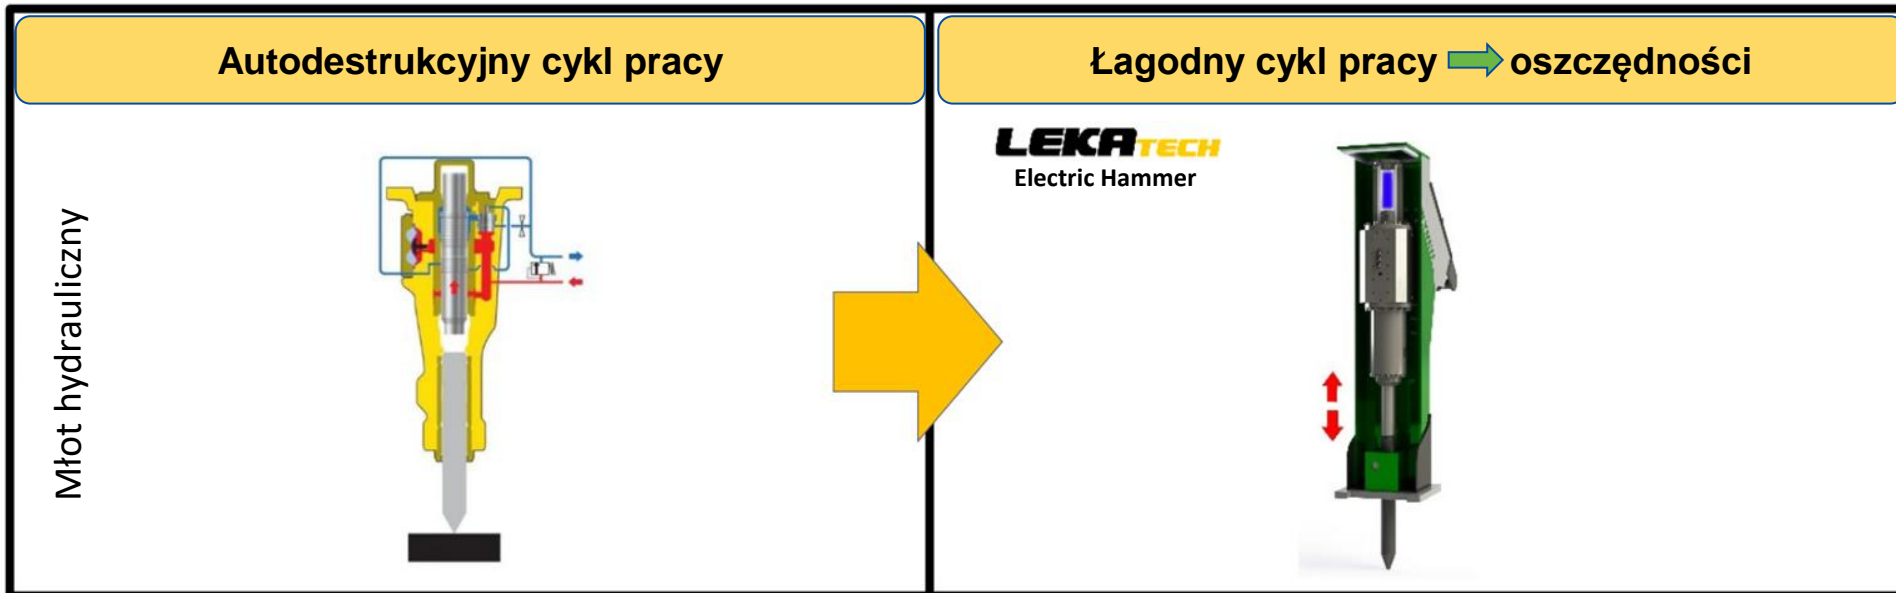 Autodestrukcyjny cykl pracy
Łagodny cykl pracy oszczędności
Młot hydrauliczny
LEKATECH
Electric Hammer